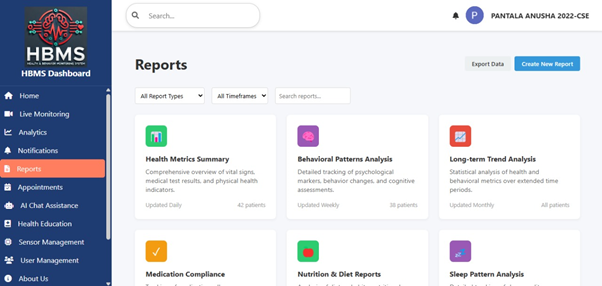 HBMS
HEALTH & BEHAVIOR MONITORING SYSTEM
HBMS Dashboard
Home
Live Monitoring
Analytics
Notifications
Reports
Appointments
AI Chat Assistance
Health Education
Sensor Management
User Management
About Us
Search...
P
PANTALA ANUSHA 2022-CSE
Reports
Export Data
Create New Report
All Report Types
All Timeframes
Search reports...
Health Metrics Summary
Comprehensive overview of vital signs,
medical test results, and physical health
indicators.
Updated Daily
42 patients
Behavioral Patterns Analysis
Detailed tracking of psychological
markers, behavior changes, and cognitive
assessments.
Updated Weekly
38 patients
Long-term Trend Analysis
Statistical analysis of health and
behavioral metrics over extended time
periods.
Updated Monthly
All patients
Medication Compliance
Nutrition & Diet Reports
Sleep Pattern Analysis